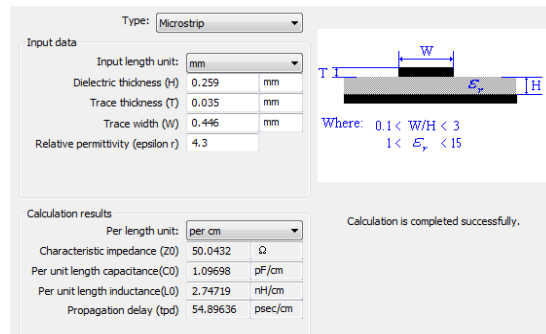 Type: Microstrip
Input data
Input length unit: mm
Dielectric thickness (H) 0.259 mm
Trace thickness (T) 0.035 mm
Trace width (W) 0.446 mm
Relative permittivity (epsilon r) 4.3
W
T
εr
H
Where: 0.1 < W/H < 3
1 < εr < 15
Calculation results
Per length unit: per cm
Characteristic impedance (Z0) 50.0432 Ω
Per unit length capacitance(C0) 1.09698 pF/cm
Per unit length inductance(L0) 2.74719 nH/cm
Propagation delay (tpd) 54.89636 psec/cm
Calculation is completed successfully.